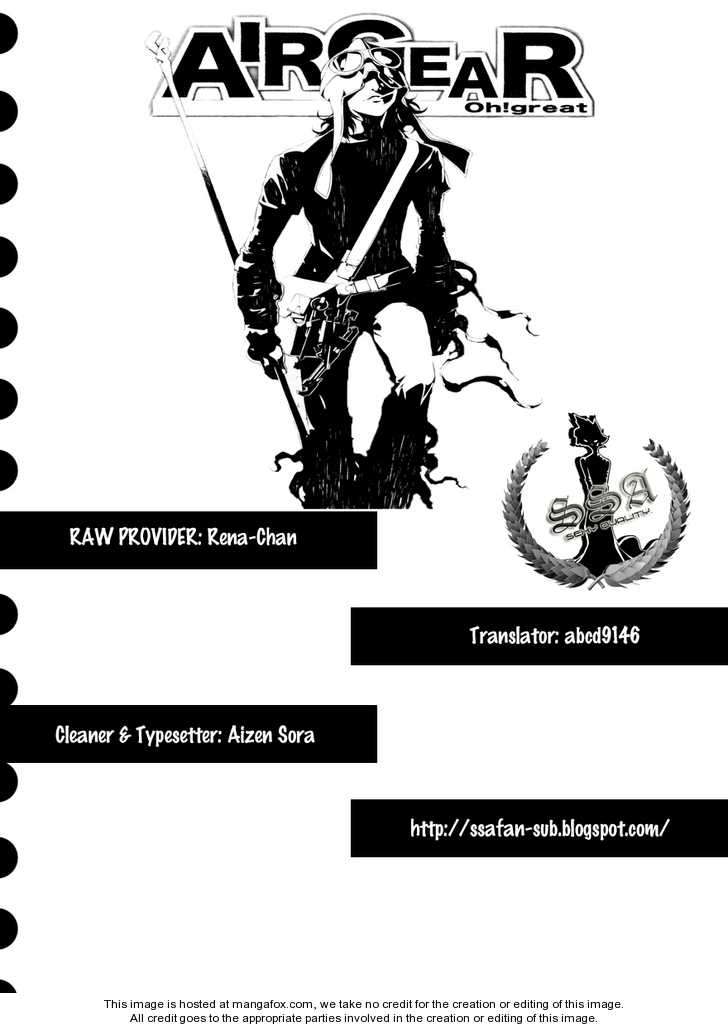 AIRGEAR
Oh!great
SSA
SEXY QUALITY
RAW PROVIDER: Rena-Chan
Translator: abcd9146
Cleaner & Typesetter: Aizen Sora
http://ssafan-sub.blogspot.com/
This image is hosted at mangafox.com, we take no credit for the creation or editing of this image.
All credit goes to the appropriate parties involved in the creation or editing of this image.